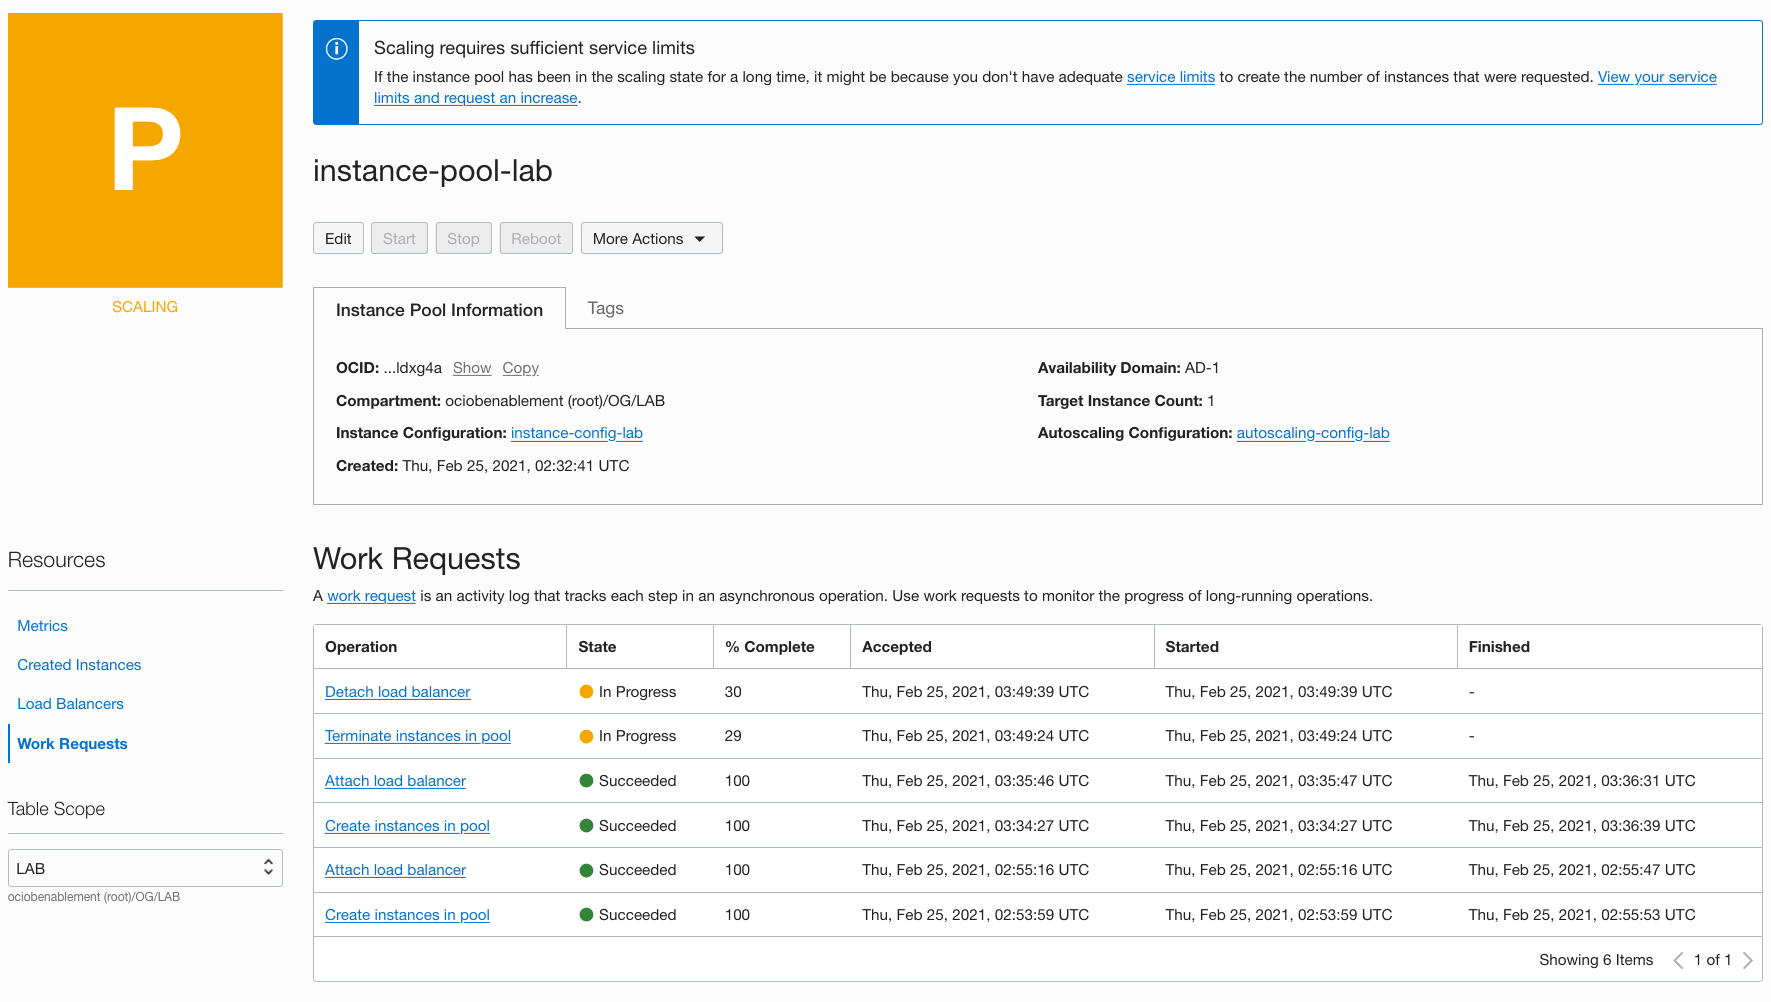 P
SCALING
Scaling requires sufficient service limits
If the instance pool has been in the scaling state for a long time, it might be because you don't have adequate service limits to create the number of instances that were requested. View your service
limits and request an increase.
instance-pool-lab
Edit Start Stop Reboot More Actions
Instance Pool Information Tags
OCID: ...ldxg4a Show Copy
Compartment: ociobenablement (root)/OG/LAB
Instance Configuration: instance-config-lab
Created: Thu, Feb 25, 2021, 02:32:41 UTC
Availability Domain: AD-1
Target Instance Count: 1
Autoscaling Configuration: autoscaling-config-lab
Resources
Metrics
Created Instances
Load Balancers
Work Requests
Table Scope
LAB
ociobenablement (root)/OG/LAB
Work Requests
A work request is an activity log that tracks each step in an asynchronous operation. Use work requests to monitor the progress of long-running operations.
Operation State % Complete Accepted Started Finished
Detach load balancer In Progress 30 Thu, Feb 25, 2021, 03:49:39 UTC Thu, Feb 25, 2021, 03:49:39 UTC -
Terminate instances in pool In Progress 29 Thu, Feb 25, 2021, 03:49:24 UTC Thu, Feb 25, 2021, 03:49:24 UTC -
Attach load balancer Succeeded 100 Thu, Feb 25, 2021, 03:35:46 UTC Thu, Feb 25, 2021, 03:35:47 UTC Thu, Feb 25, 2021, 03:36:31 UTC
Create instances in pool Succeeded 100 Thu, Feb 25, 2021, 03:34:27 UTC Thu, Feb 25, 2021, 03:34:27 UTC Thu, Feb 25, 2021, 03:36:39 UTC
Attach load balancer Succeeded 100 Thu, Feb 25, 2021, 02:55:16 UTC Thu, Feb 25, 2021, 02:55:16 UTC Thu, Feb 25, 2021, 02:55:47 UTC
Create instances in pool Succeeded 100 Thu, Feb 25, 2021, 02:53:59 UTC Thu, Feb 25, 2021, 02:53:59 UTC Thu, Feb 25, 2021, 02:55:53 UTC
Showing 6 Items 1 of 1